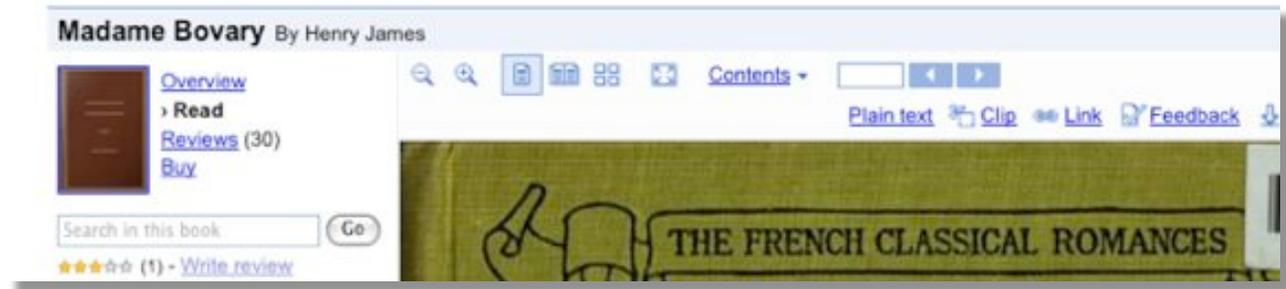 Madame Bovary By Henry James
Overview
› Read
Reviews (30)
Buy
Contents
Plain text Clip Link Feedback
Search in this book Go
(1) - Write review
THE FRENCH CLASSICAL ROMANCES